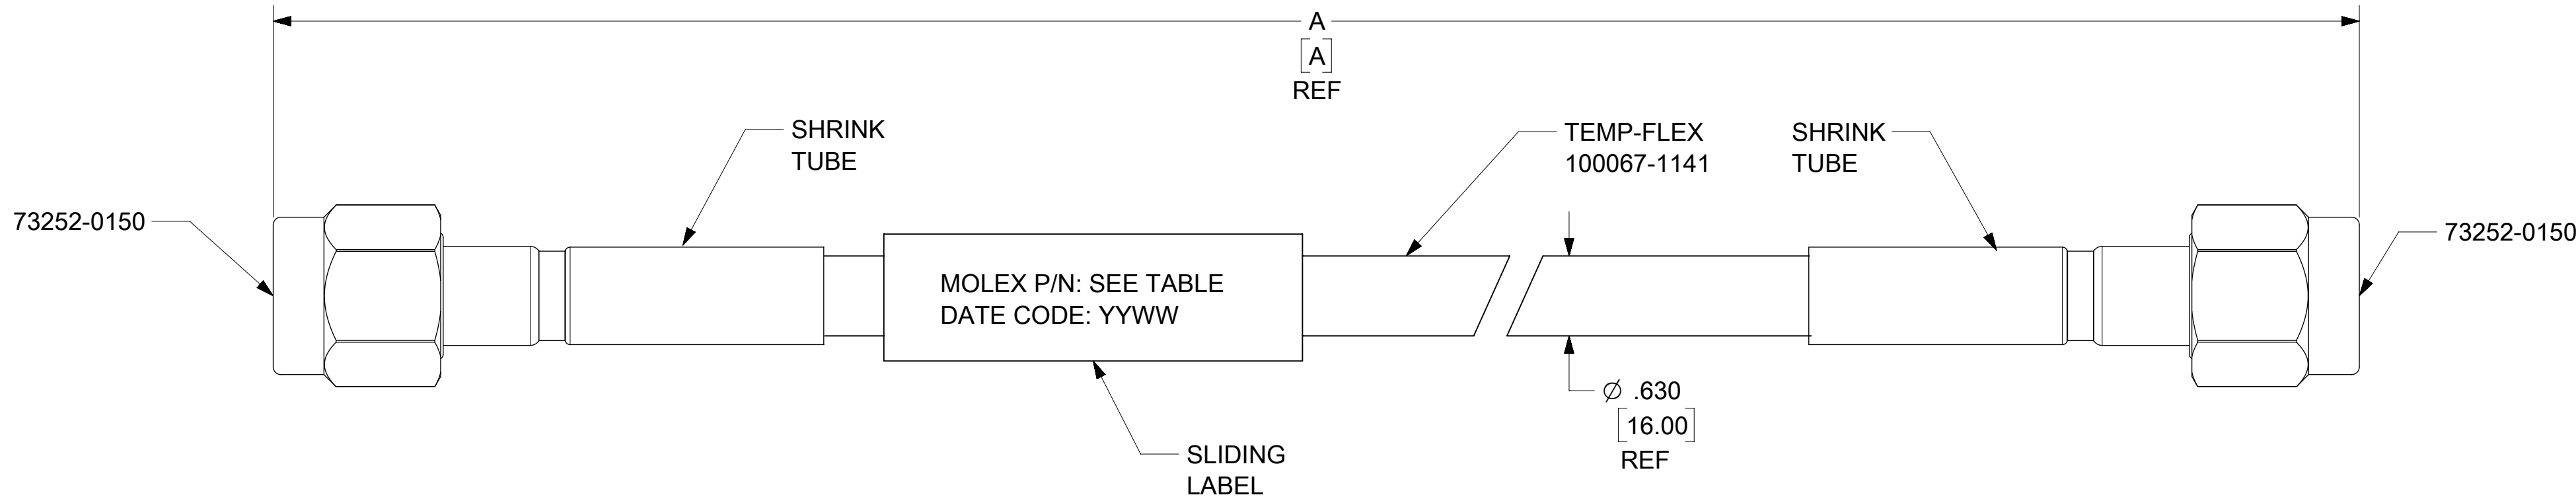 A
[A]
REF
SHRINK
TUBE
TEMP-FLEX
100067-1141
SHRINK
TUBE
73252-0150
73252-0150
MOLEX P/N: SEE TABLE
DATE CODE: YYWW
Ø .630
[16.00]
REF
SLIDING
LABEL